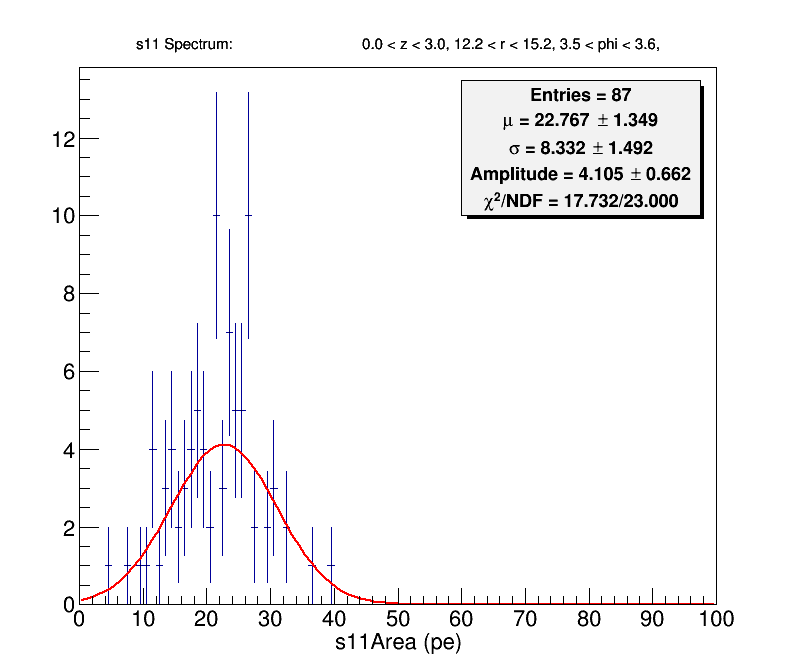 s11 Spectrum: 0.0 < z < 3.0, 12.2 < r < 15.2, 3.5 < phi < 3.6,
Entries = 87
μ = 22.767 ± 1.349
σ = 8.332 ± 1.492
Amplitude = 4.105 ± 0.662
χ²/NDF = 17.732/23.000
12
10
8
6
4
2
0
0 10 20 30 40 50 60 70 80 90 100
s11Area (pe)